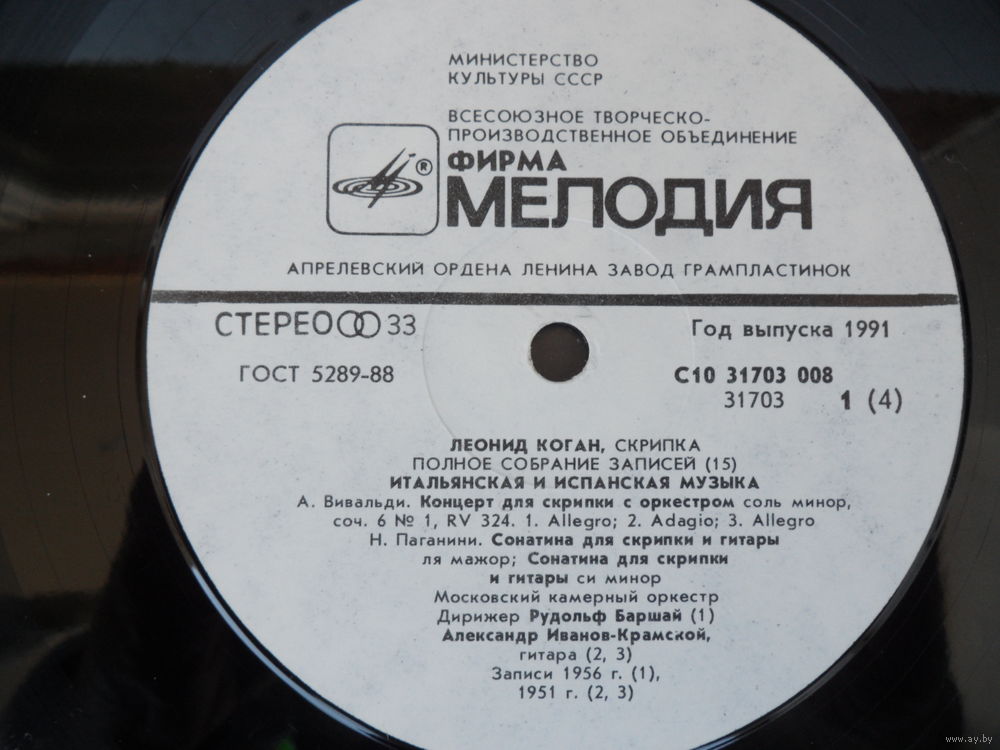 МИНИСТЕРСТВО
КУЛЬТУРЫ СССР
ВСЕСОЮЗНОЕ ТВОРЧЕСКО-
ПРОИЗВОДСТВЕННОЕ ОБЪЕДИНЕНИЕ
®
ФИРМА
МЕЛОДИЯ
АПРЕЛЕВСКИЙ ОРДЕНА ЛЕНИНА ЗАВОД ГРАМПЛАСТИНОК
СТЕРЕО 33
Год выпуска 1991
ГОСТ 5289-88
С10 31703 008
31703 1 (4)
ЛЕОНИД КОГАН, СКРИПКА
ПОЛНОЕ СОБРАНИЕ ЗАПИСЕЙ (15)
ИТАЛЬЯНСКАЯ И ИСПАНСКАЯ МУЗЫКА
А. Вивальди. Концерт для скрипки с оркестром соль минор,
соч. 6 № 1, RV 324. 1. Allegro; 2. Adagio; 3. Allegro
Н. Паганини. Сонатина для скрипки и гитары
ля мажор; Сонатина для скрипки
и гитары си минор
Московский камерный оркестр
Дирижер Рудольф Баршай (1)
Александр Иванов-Крамской,
гитара (2, 3)
Записи 1956 г. (1),
1951 г. (2, 3)
www.ay.by